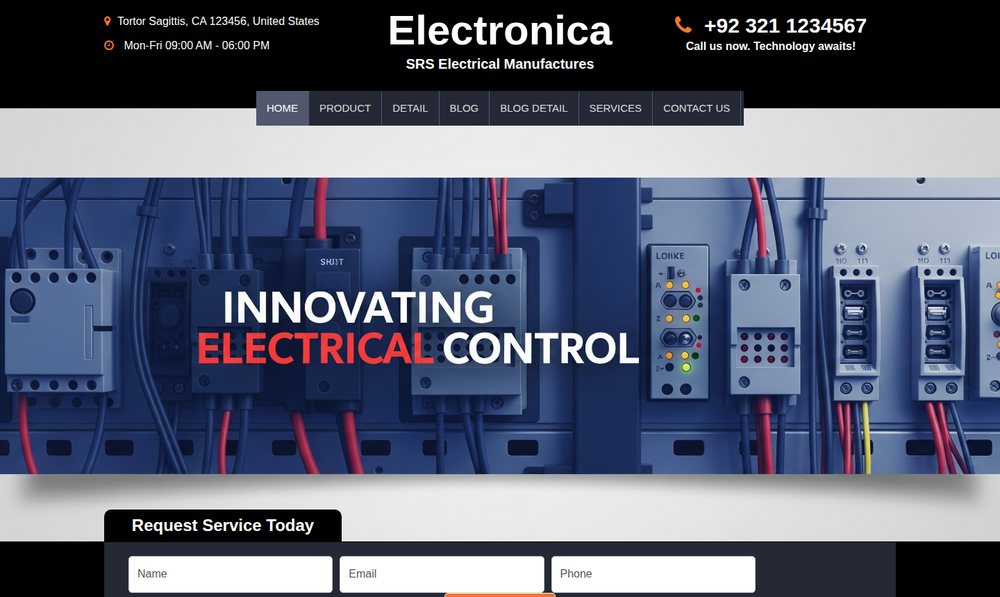 Tortor Sagittis, CA 123456, United States
Mon-Fri 09:00 AM - 06:00 PM
Electronica
SRS Electrical Manufactures
+92 321 1234567
Call us now. Technology awaits!
HOME PRODUCT DETAIL BLOG BLOG DETAIL SERVICES CONTACT US
INNOVATING
ELECTRICAL CONTROL
Request Service Today
Name Email Phone